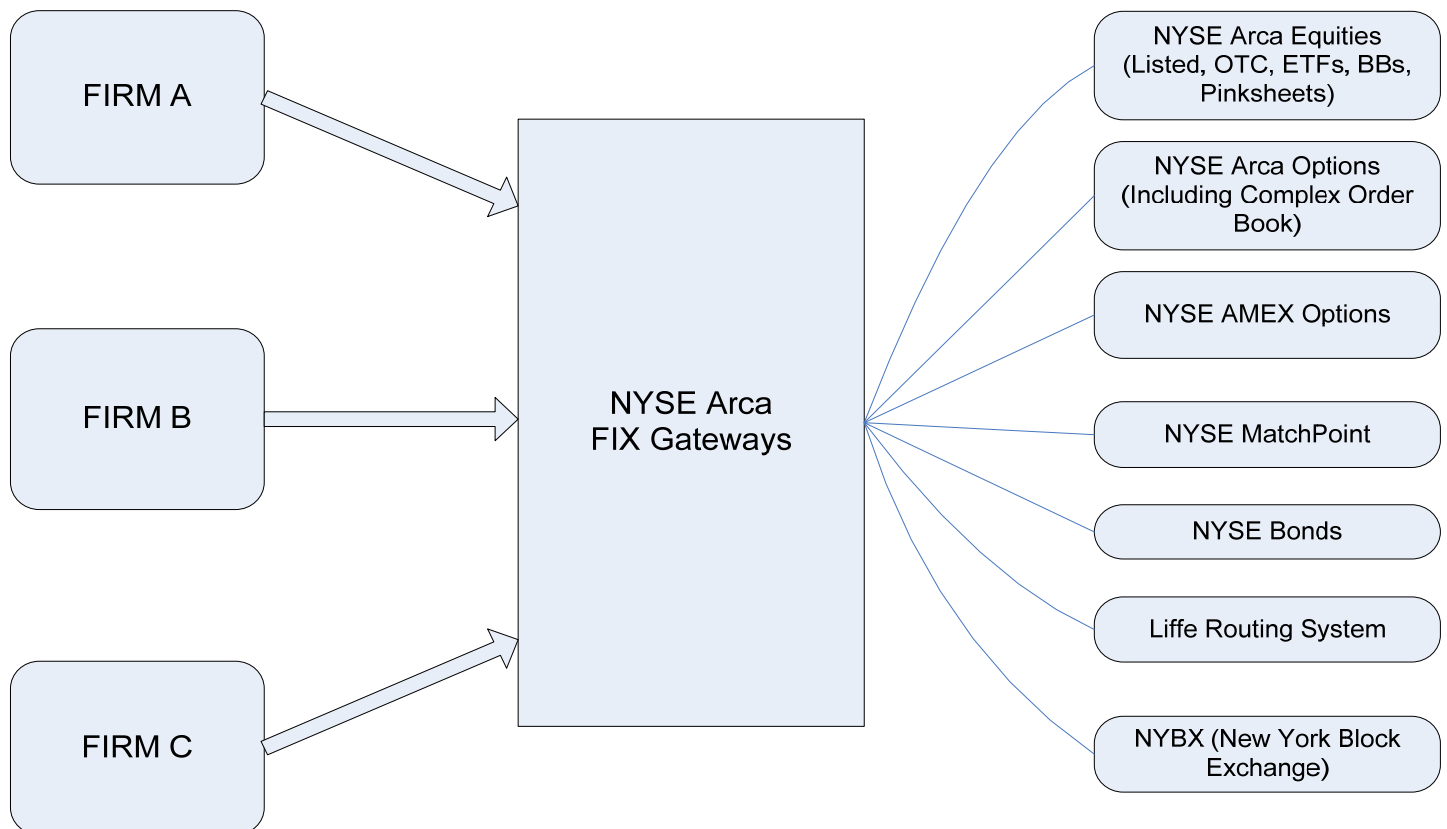 FIRM A
FIRM B
FIRM C
NYSE Arca
FIX Gateways
NYSE Arca Equities
(Listed, OTC, ETFs, BBs,
Pinksheets)
NYSE Arca Options
(Including Complex Order
Book)
NYSE AMEX Options
NYSE MatchPoint
NYSE Bonds
Liffe Routing System
NYBX (New York Block
Exchange)